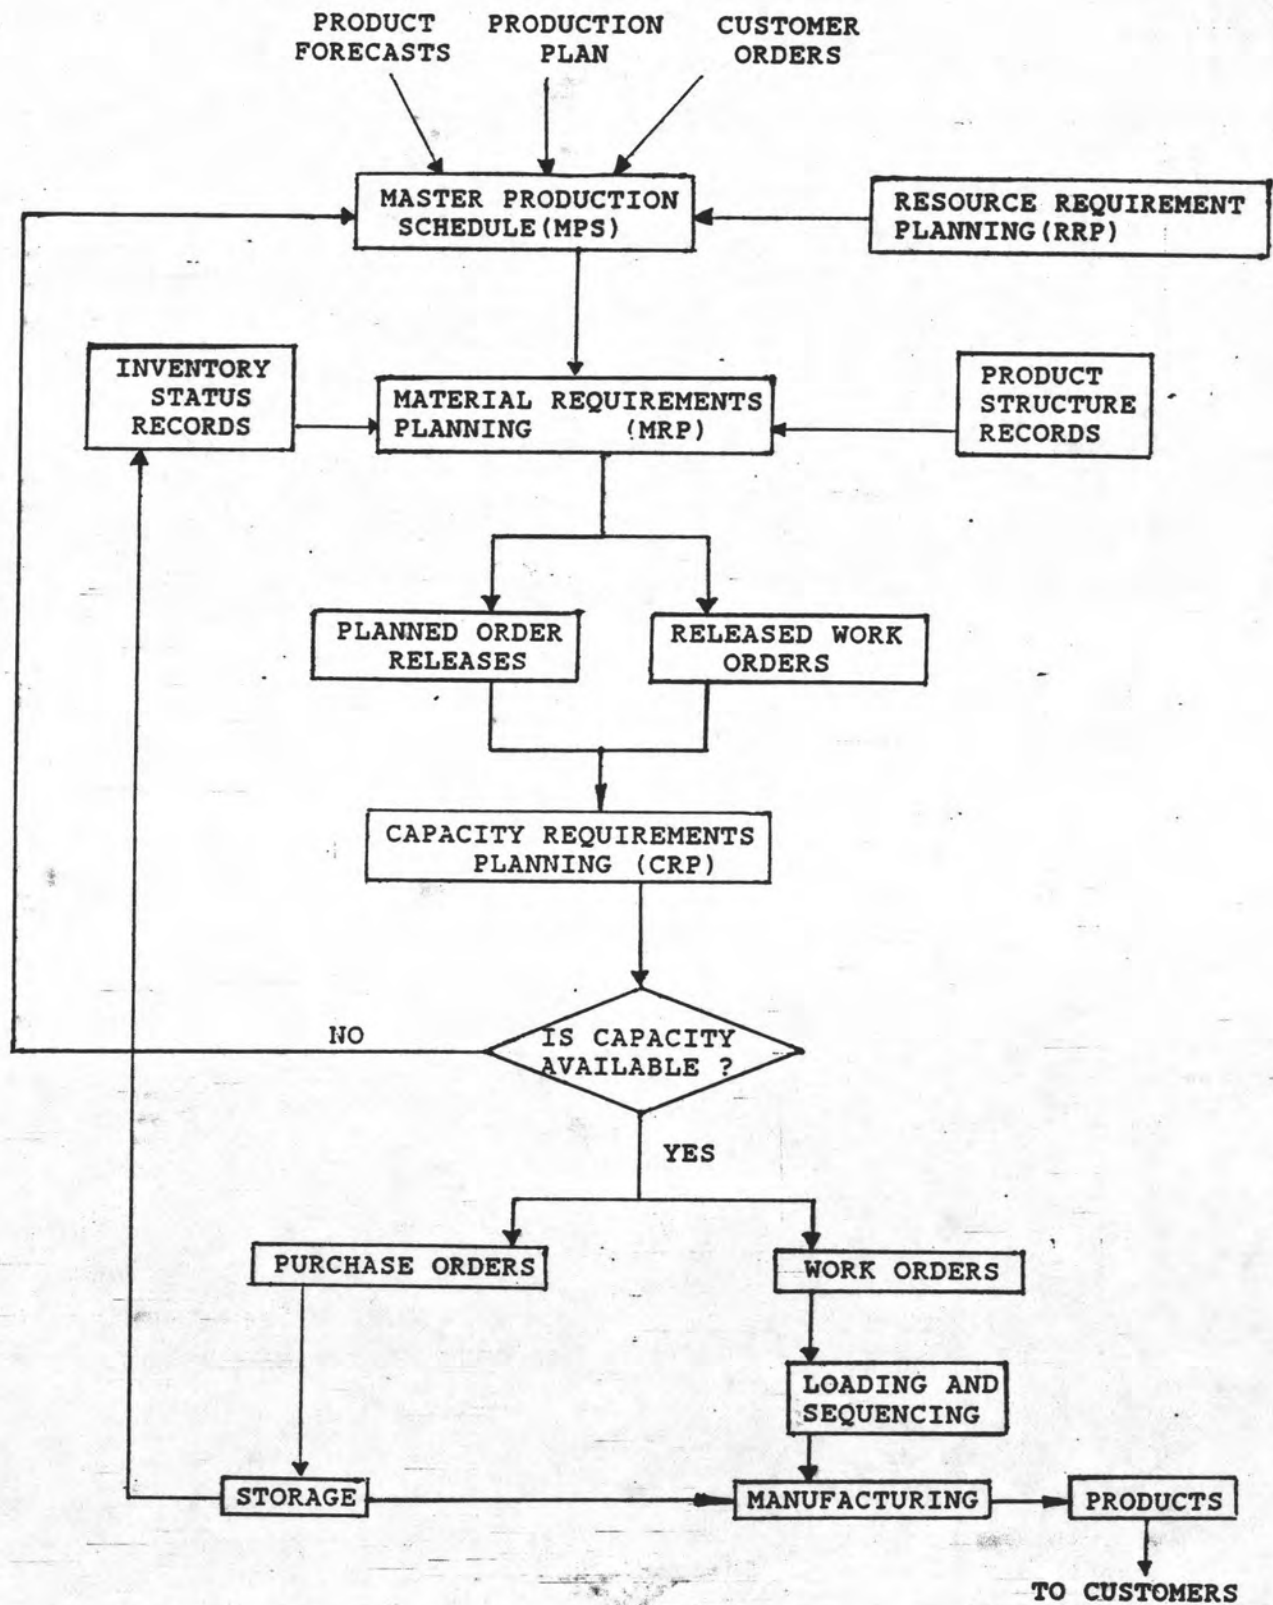 PRODUCT
FORECASTS
PRODUCTION
PLAN
CUSTOMER
ORDERS
MASTER PRODUCTION
SCHEDULE(MPS)
RESOURCE REQUIREMENT
PLANNING(RRP)
INVENTORY
STATUS
RECORDS
MATERIAL REQUIREMENTS
PLANNING (MRP)
PRODUCT
STRUCTURE
RECORDS
PLANNED ORDER
RELEASES
RELEASED WORK
ORDERS
CAPACITY REQUIREMENTS
PLANNING (CRP)
NO
IS CAPACITY
AVAILABLE ?
YES
PURCHASE ORDERS
WORK ORDERS
LOADING AND
SEQUENCING
STORAGE
MANUFACTURING
PRODUCTS
TO CUSTOMERS